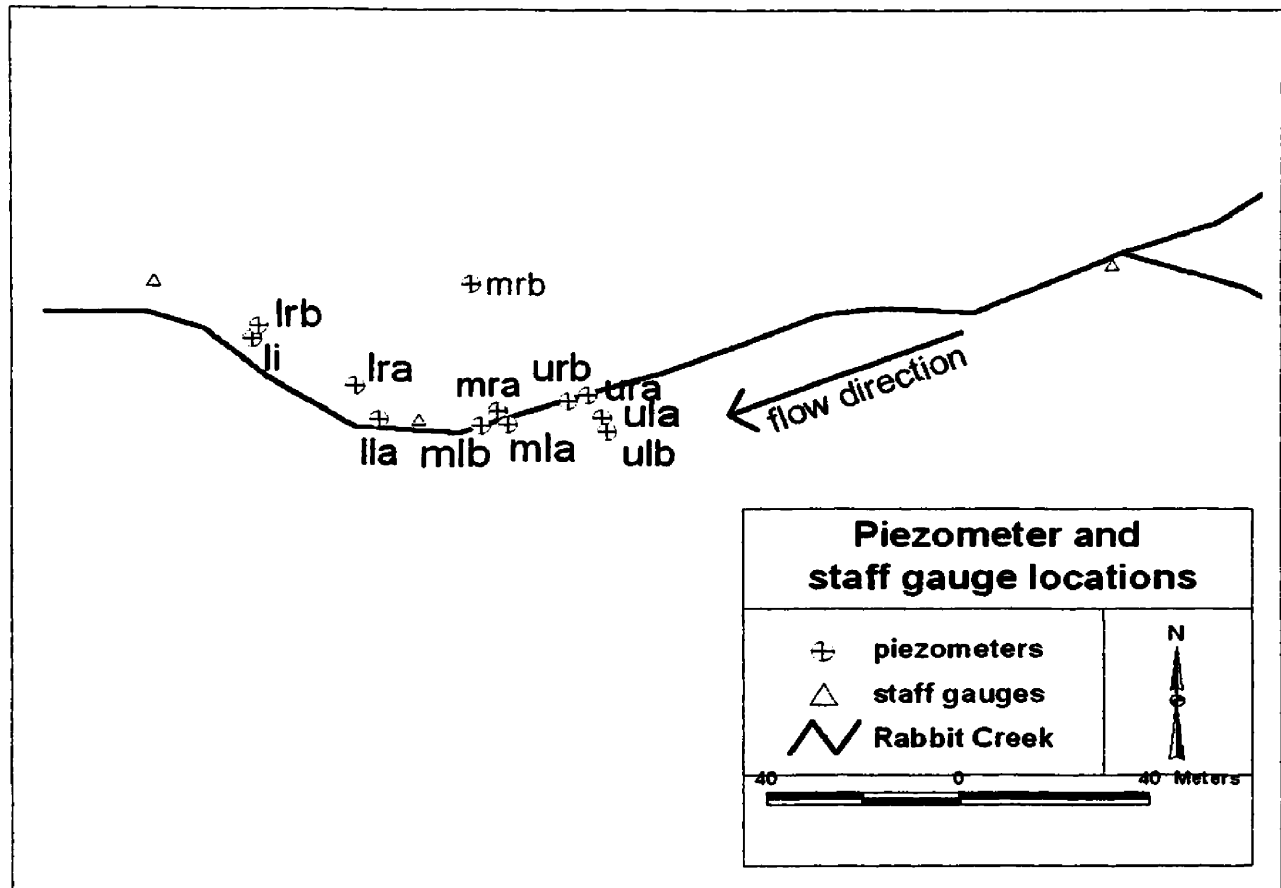 mrb
lrb
li
lra
mra
urb
ura
ula
ulb
lla
mlb
mla
flow direction
Piezometer and
staff gauge locations
piezometers
staff gauges
Rabbit Creek
N
40 0 40 Meters